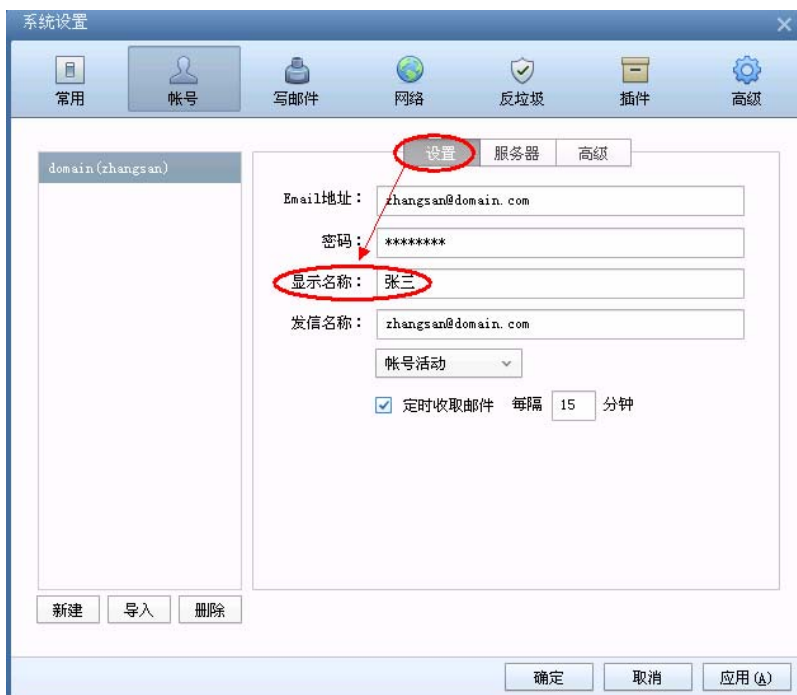 系统设置
常用 帐号 写邮件 网络 反垃圾 插件 高级
domain(zhangsan)
设置 服务器 高级
Email地址： zhangsan@domain.com
密码： ********
显示名称： 张三
发信名称： zhangsan@domain.com
帐号活动
定时收取邮件 每隔 15 分钟
新建 导入 删除
确定 取消 应用(A)